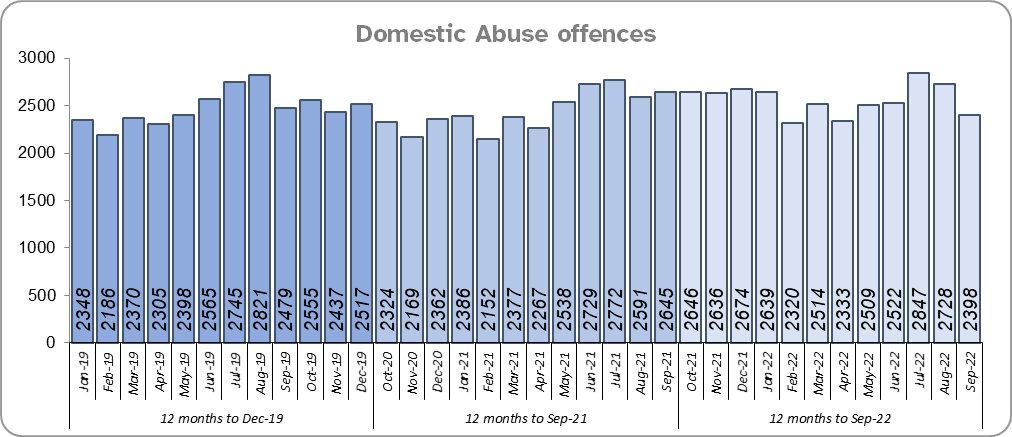 Domestic Abuse offences
3000
2500
2000
1500
1000
500
0
2348 2186 2370 2305 2398 2565 2745 2821 2479 2555 2437 2517 2324 2169 2362 2386 2152 2377 2267 2538 2729 2772 2591 2645 2646 2636 2674 2639 2320 2514 2333 2509 2522 2847 2728 2398
Jan-19 Feb-19 Mar-19 Apr-19 May-19 Jun-19 Jul-19 Aug-19 Sep-19 Oct-19 Nov-19 Dec-19 Oct-20 Nov-20 Dec-20 Jan-21 Feb-21 Mar-21 Apr-21 May-21 Jun-21 Jul-21 Aug-21 Sep-21 Oct-21 Nov-21 Dec-21 Jan-22 Feb-22 Mar-22 Apr-22 May-22 Jun-22 Jul-22 Aug-22 Sep-22
12 months to Dec-19 12 months to Sep-21 12 months to Sep-22